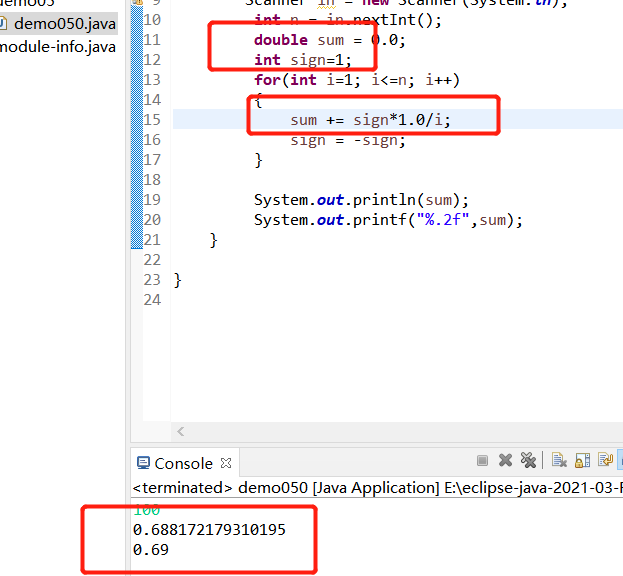 demo05
demo050.java
module-info.java
9 Scanner in = new Scanner(System.in);
10 int n = in.nextInt();
11 double sum = 0.0;
12 int sign=1;
13 for(int i=1; i<=n; i++)
14 {
15 sum += sign*1.0/i;
16 sign = -sign;
17 }
18
19 System.out.println(sum);
20 System.out.printf("%.2f",sum);
21 }
22
23 }
24
Console
<terminated> demo050 [Java Application] E:\eclipse-java-2021-03-
100
0.688172179310195
0.69